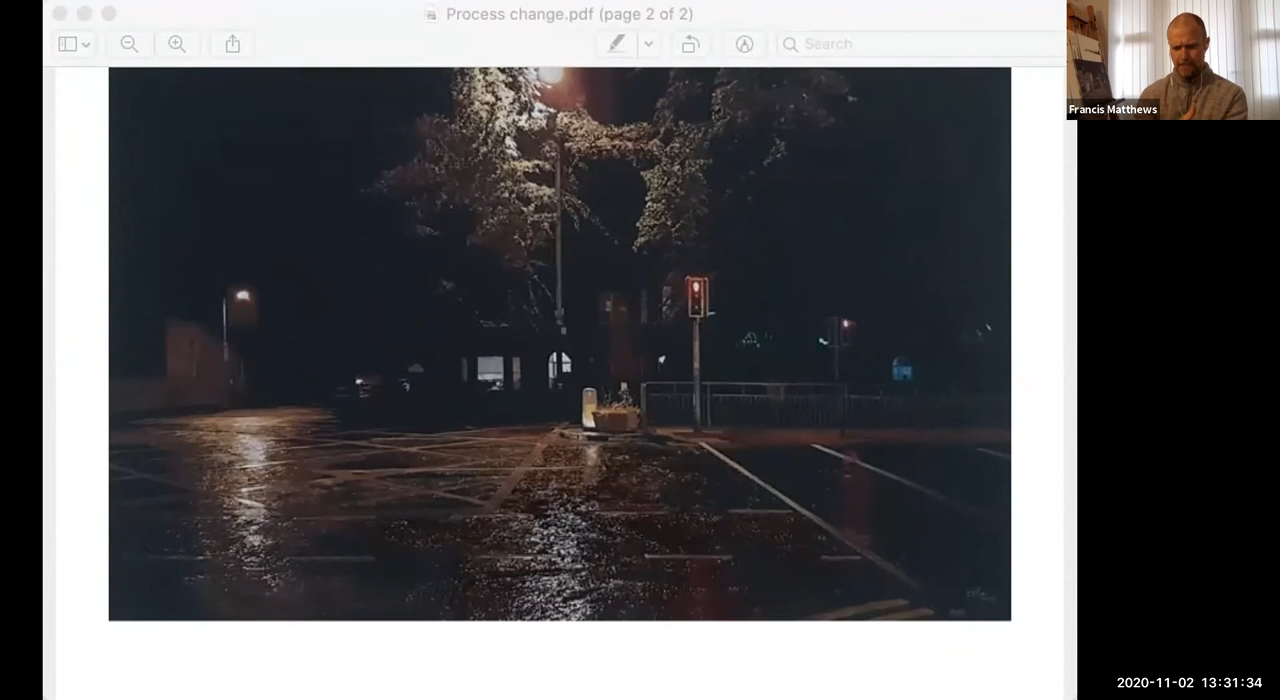 Process change.pdf (page 2 of 2)
Search
Francis Matthews
2020-11-02 13:31:34